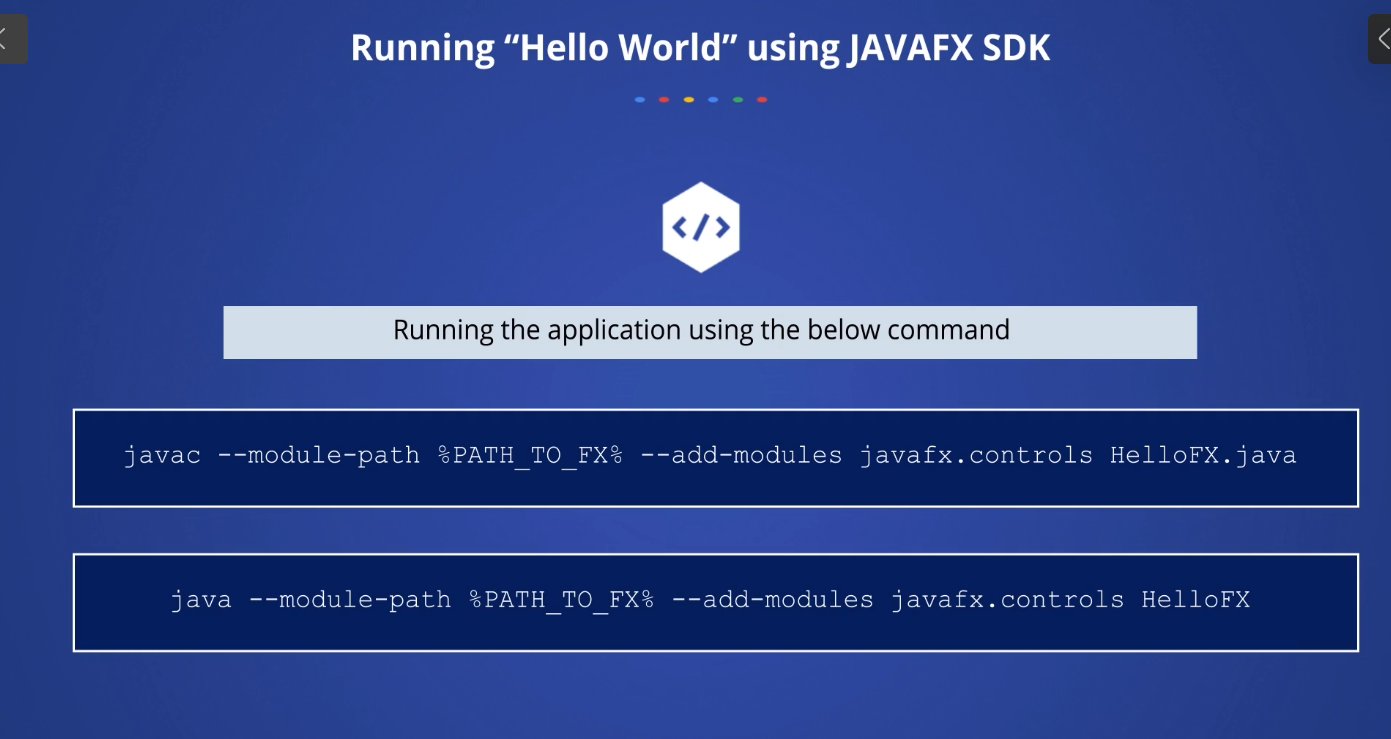 Running “Hello World” using JAVAFX SDK
</>
Running the application using the below command
javac --module-path %PATH_TO_FX% --add-modules javafx.controls HelloFX.java
java --module-path %PATH_TO_FX% --add-modules javafx.controls HelloFX